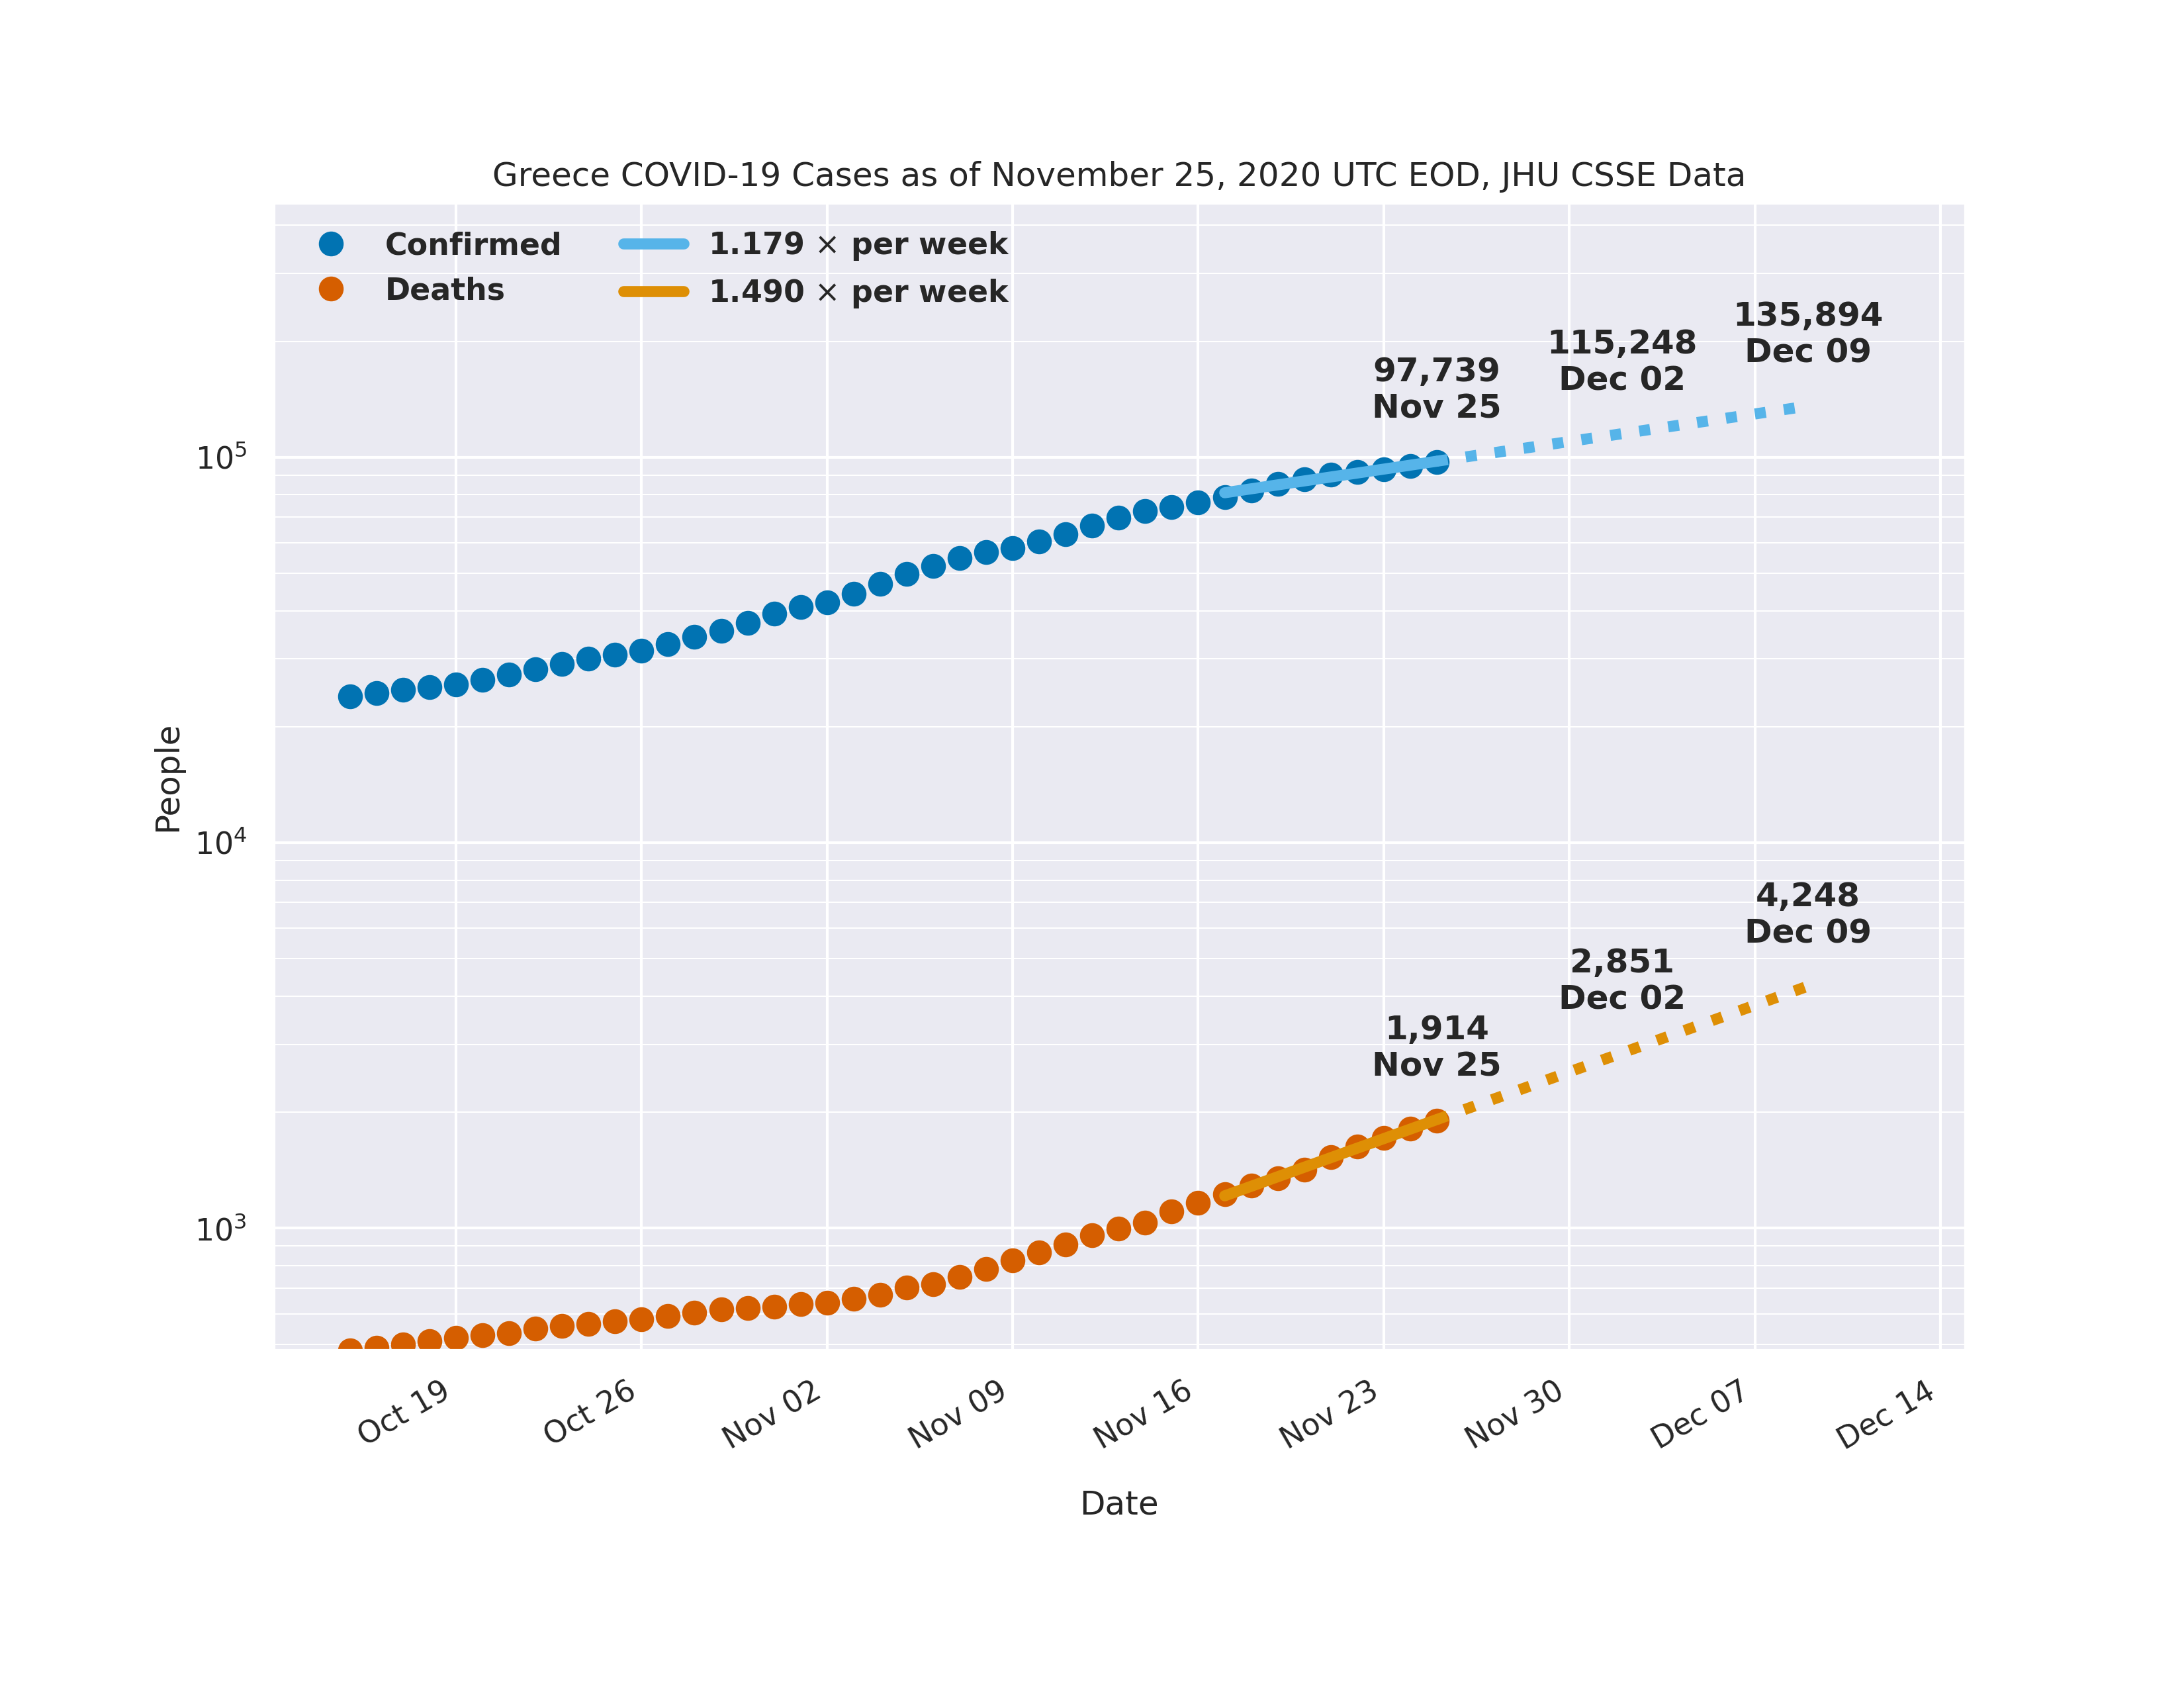 Greece COVID-19 Cases as of November 25, 2020 UTC EOD, JHU CSSE Data
Confirmed
Deaths
1.179 × per week
1.490 × per week
135,894
Dec 09
115,248
Dec 02
97,739
Nov 25
4,248
Dec 09
2,851
Dec 02
1,914
Nov 25
People
10⁵
10⁴
10³
Oct 19
Oct 26
Nov 02
Nov 09
Nov 16
Nov 23
Nov 30
Dec 07
Dec 14
Date